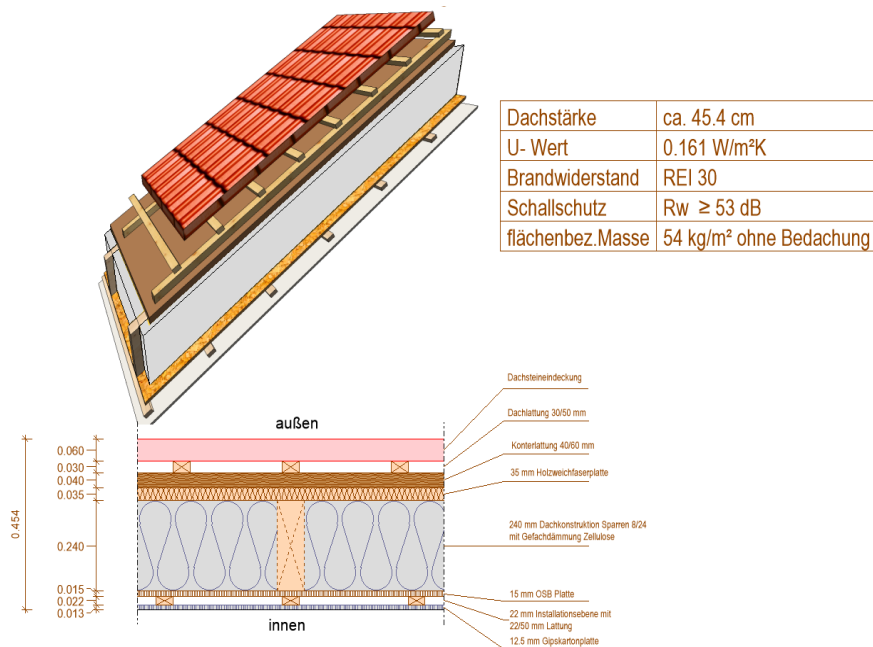 Dachstärke ca. 45.4 cm
U- Wert 0.161 W/m²K
Brandwiderstand REI 30
Schallschutz Rw ≥ 53 dB
flächenbez.Masse 54 kg/m² ohne Bedachung
außen
0.060
0.030
0.040
0.035
0.240
0.015
0.022
0.013
0.454
Dachsteineindeckung
Dachlattung 30/50 mm
Konterlattung 40/60 mm
35 mm Holzweichfaserplatte
240 mm Dachkonstruktion Sparren 8/24
mit Gefachdämmung Zellulose
15 mm OSB Platte
22 mm Installationsebene mit
22/50 mm Lattung
12.5 mm Gipskartonplatte
innen